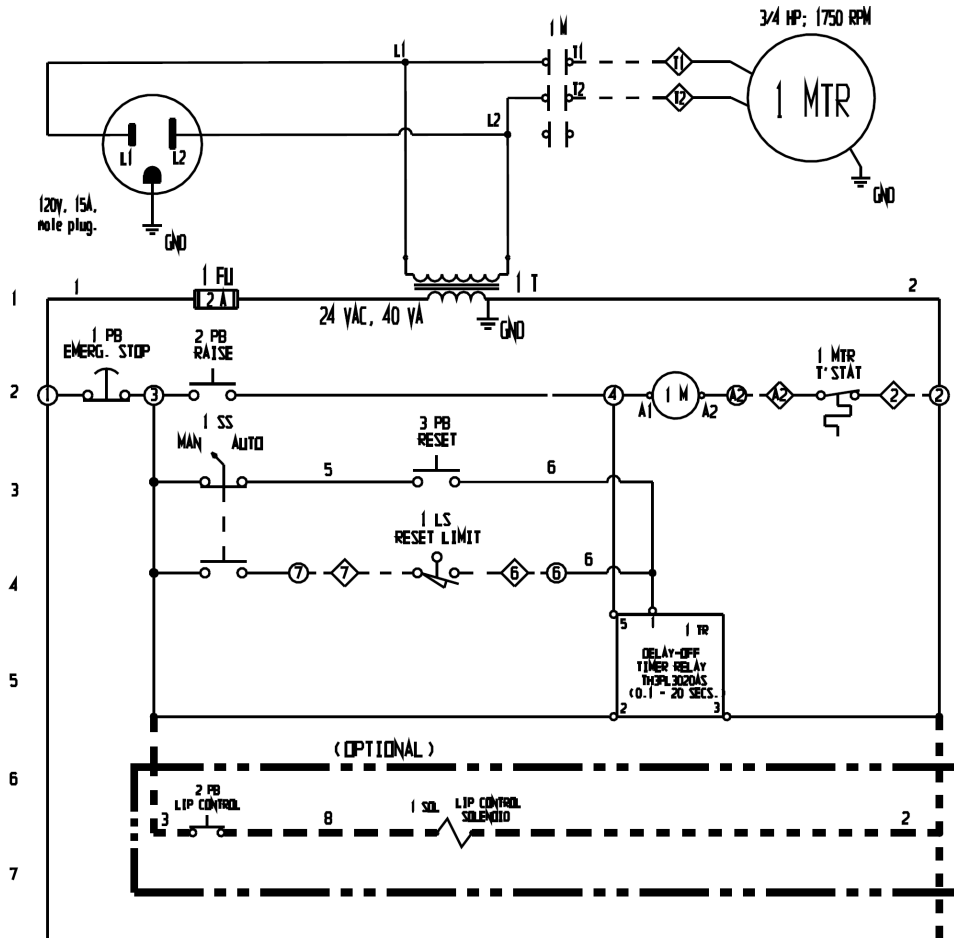 3/4 HP; 1750 RPM
1 M
L1
T1
T1
T2
T2
1 MTR
L2
L1
L2
120V, 15A,
male plug.
GND
GND
1
1
1 FU
2 A
1 T
2
24 VAC, 40 VA
GND
1 PB
EMERG. STOP
2 PB
RAISE
1 MTR
T'STAT
2
1
3
4
A1
1 M
A2
A2
A2
2
2
1 SS
MAN
AUTO
3 PB
RESET
3
5
6
1 LS
RESET LIMIT
4
7
7
6
6
6
5
1
1 TR
DELAY-OFF
TIMER RELAY
TH3PL3020AS
(0.1 - 20 SECS.)
5
2
3
(OPTIONAL)
6
2 PB
LIP CONTROL
3
8
1 SOL
LIP CONTROL
SOLENOID
2
7